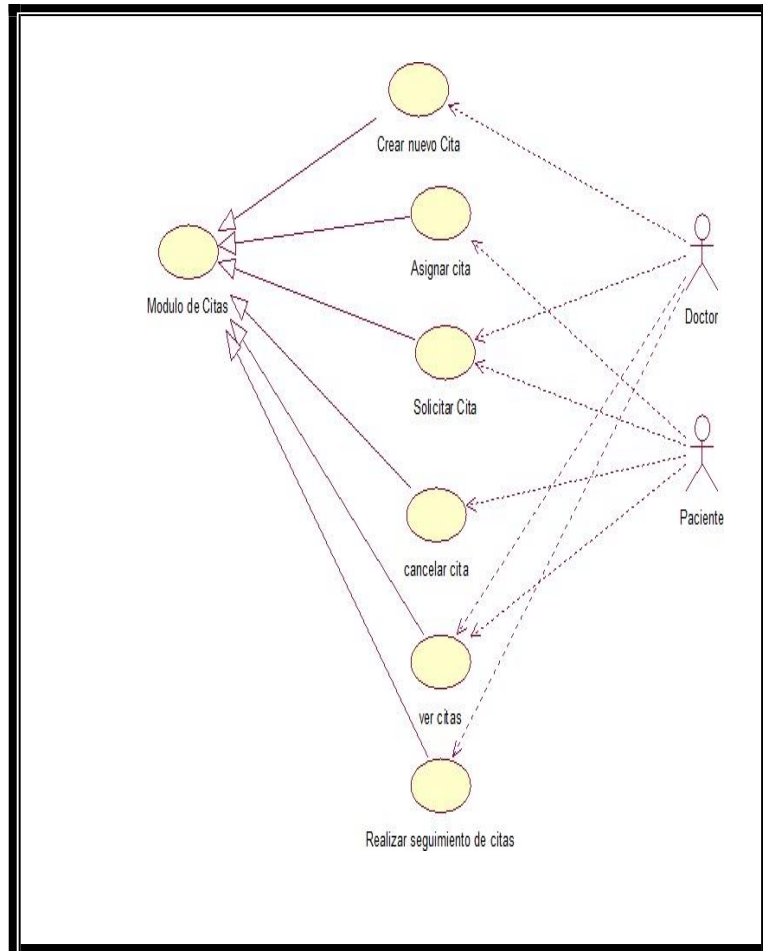 Crear nuevo Cita
Asignar cita
Modulo de Citas
Doctor
Solicitar Cita
Paciente
cancelar cita
ver citas
Realizar seguimiento de citas